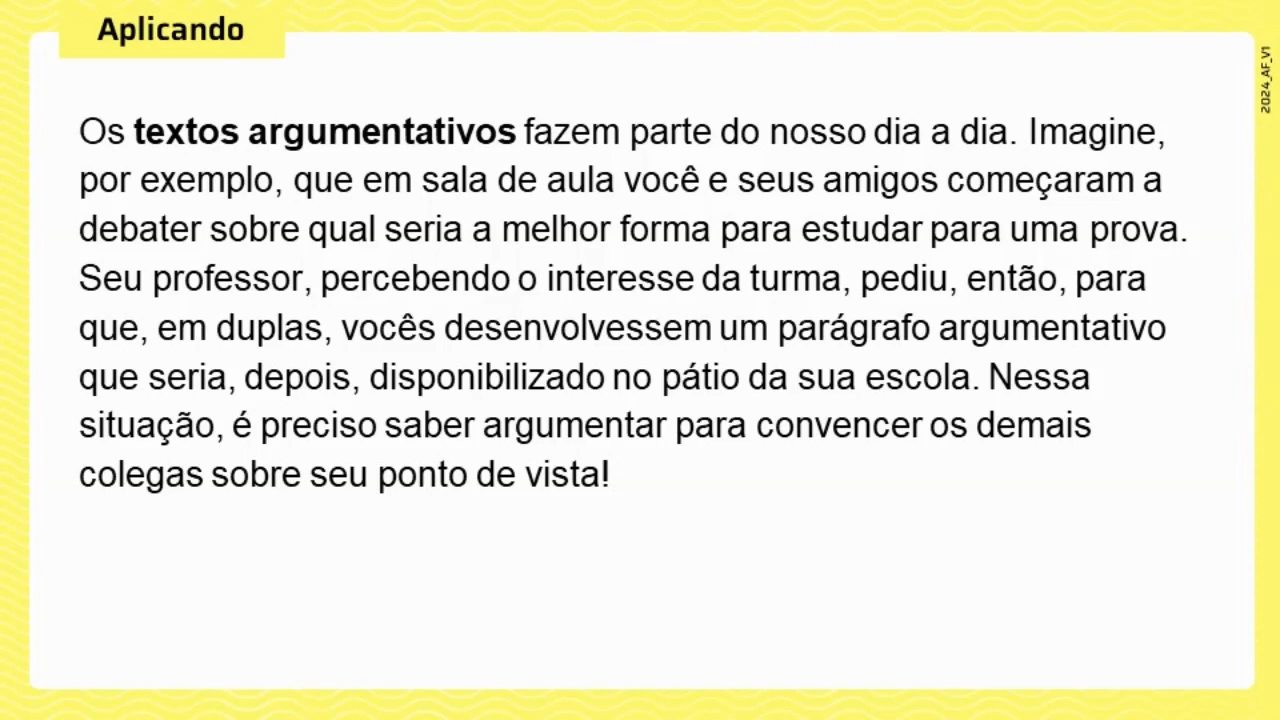 Aplicando
2024_AF_V1
Os textos argumentativos fazem parte do nosso dia a dia. Imagine,
por exemplo, que em sala de aula você e seus amigos começaram a
debater sobre qual seria a melhor forma para estudar para uma prova.
Seu professor, percebendo o interesse da turma, pediu, então, para
que, em duplas, vocês desenvolvessem um parágrafo argumentativo
que seria, depois, disponibilizado no pátio da sua escola. Nessa
situação, é preciso saber argumentar para convencer os demais
colegas sobre seu ponto de vista!